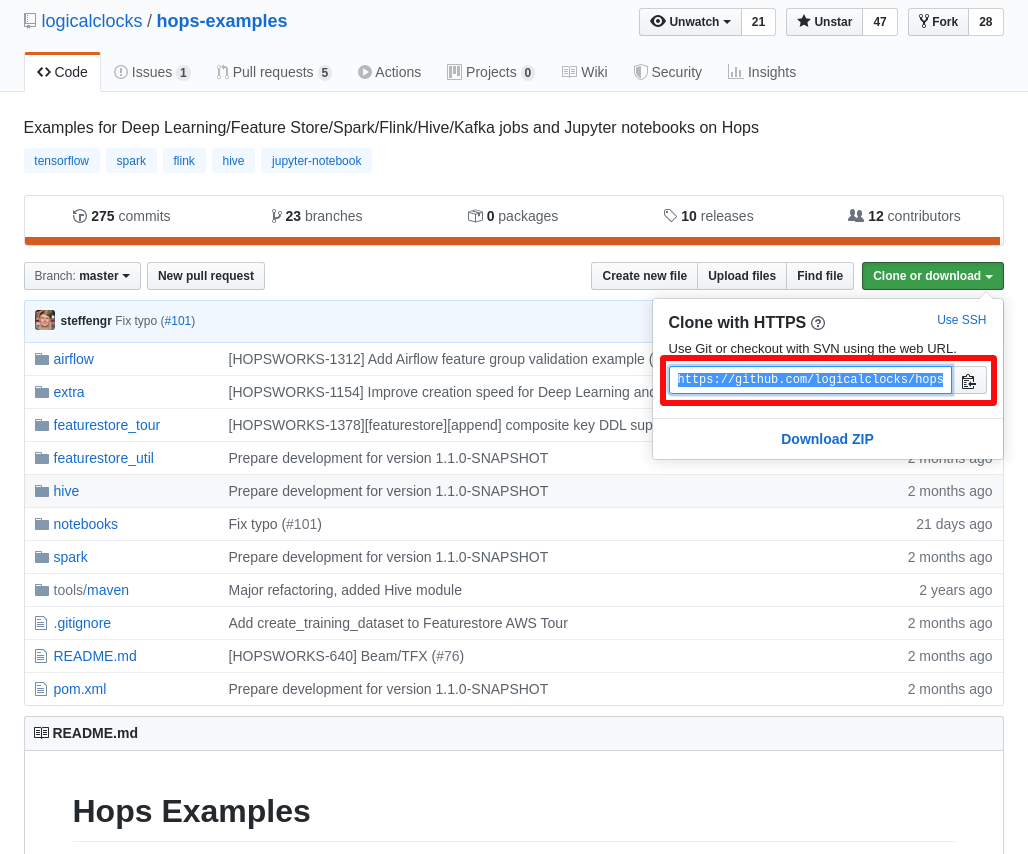 logicalclocks / hops-examples
Unwatch 21 Unstar 47 Fork 28
Code Issues 1 Pull requests 5 Actions Projects 0 Wiki Security Insights
Examples for Deep Learning/Feature Store/Spark/Flink/Hive/Kafka jobs and Jupyter notebooks on Hops
tensorflow spark flink hive jupyter-notebook
275 commits 23 branches 0 packages 10 releases 12 contributors
Branch: master New pull request Create new file Upload files Find file Clone or download
steffengr Fix typo (#101)
Clone with HTTPS Use SSH
Use Git or checkout with SVN using the web URL.
https://github.com/logicalclocks/hops
Download ZIP
airflow [HOPSWORKS-1312] Add Airflow feature group validation example (
extra [HOPSWORKS-1154] Improve creation speed for Deep Learning and
featurestore_tour [HOPSWORKS-1378][featurestore][append] composite key DDL sup
featurestore_util Prepare development for version 1.1.0-SNAPSHOT 2 months ago
hive Prepare development for version 1.1.0-SNAPSHOT 2 months ago
notebooks Fix typo (#101) 21 days ago
spark Prepare development for version 1.1.0-SNAPSHOT 2 months ago
tools/maven Major refactoring, added Hive module 2 years ago
.gitignore Add create_training_dataset to Featurestore AWS Tour 2 months ago
README.md [HOPSWORKS-640] Beam/TFX (#76) 2 months ago
pom.xml Prepare development for version 1.1.0-SNAPSHOT 2 months ago
README.md
Hops Examples